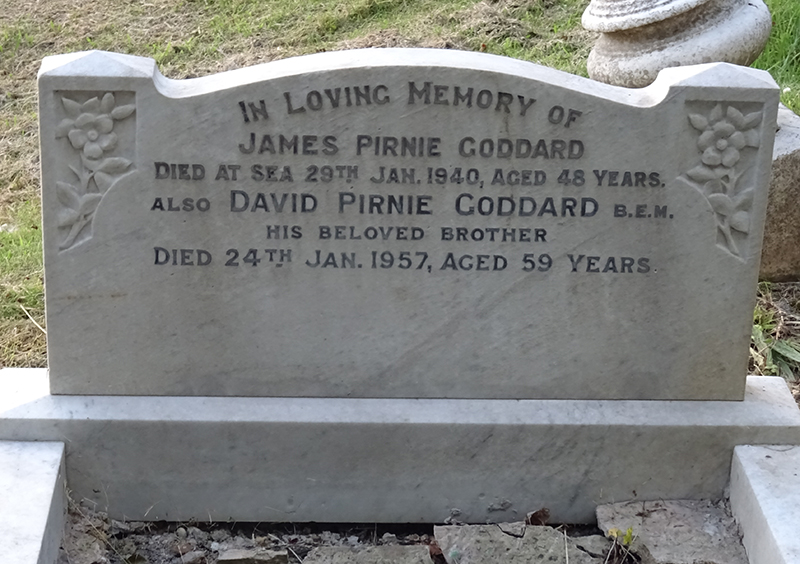 IN LOVING MEMORY OF
JAMES PIRNIE GODDARD
DIED AT SEA 29TH JAN. 1940, AGED 48 YEARS.
ALSO DAVID PIRNIE GODDARD B.E.M.
HIS BELOVED BROTHER
DIED 24TH JAN. 1957, AGED 59 YEARS